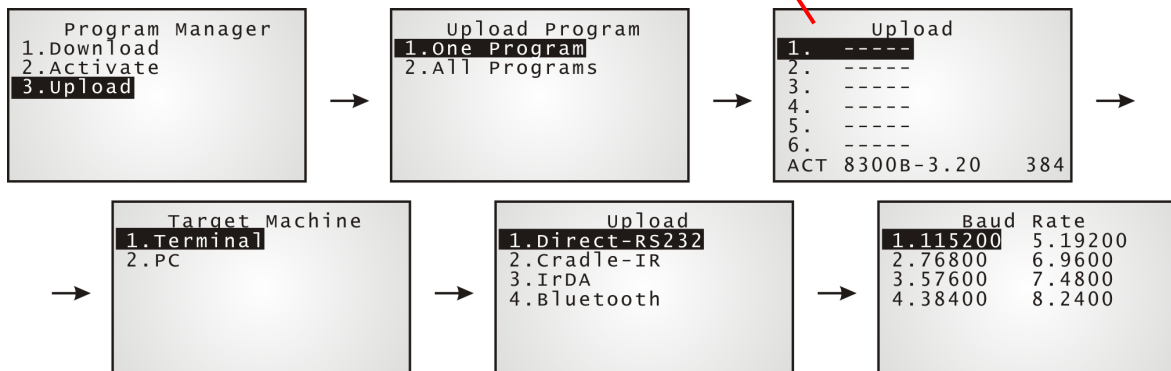 Program Manager
1.Download
2.Activate
3.Upload
Upload Program
1.One Program
2.All Programs
Upload
1. -----
2. -----
3. -----
4. -----
5. -----
6. -----
ACT 8300B-3.20 384
Target Machine
1.Terminal
2.PC
Upload
1.Direct-RS232
2.Cradle-IR
3.IrDA
4.Bluetooth
Baud Rate
1.115200 5.19200
2.76800 6.9600
3.57600 7.4800
4.38400 8.2400